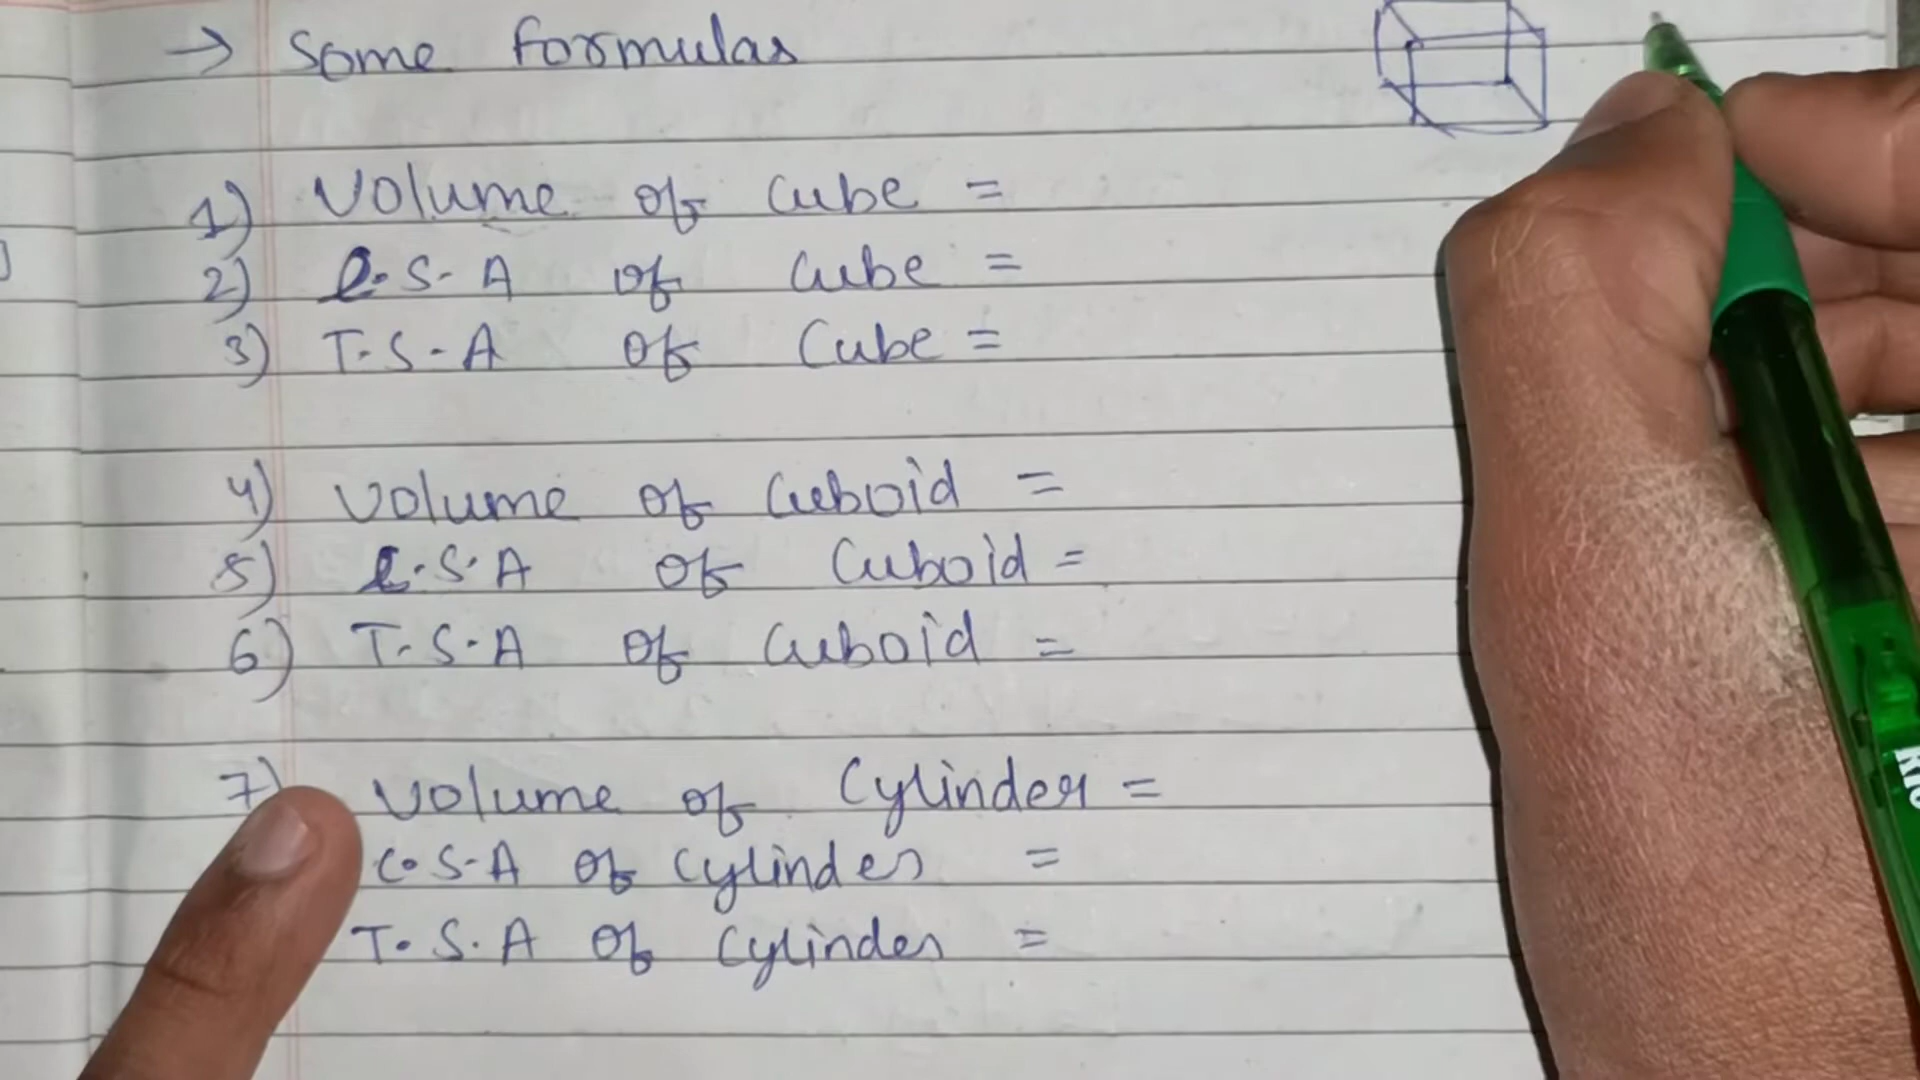 → Some formulas
1) Volume of Cube =
2) L.S-A of Cube =
3) T-S-A of Cube =
4) Volume of Cuboid =
5) L.S.A of Cuboid =
6) T.S.A of Cuboid =
7) Volume of Cylinder =
C.S-A of Cylinder =
T.S.A of Cylinder =